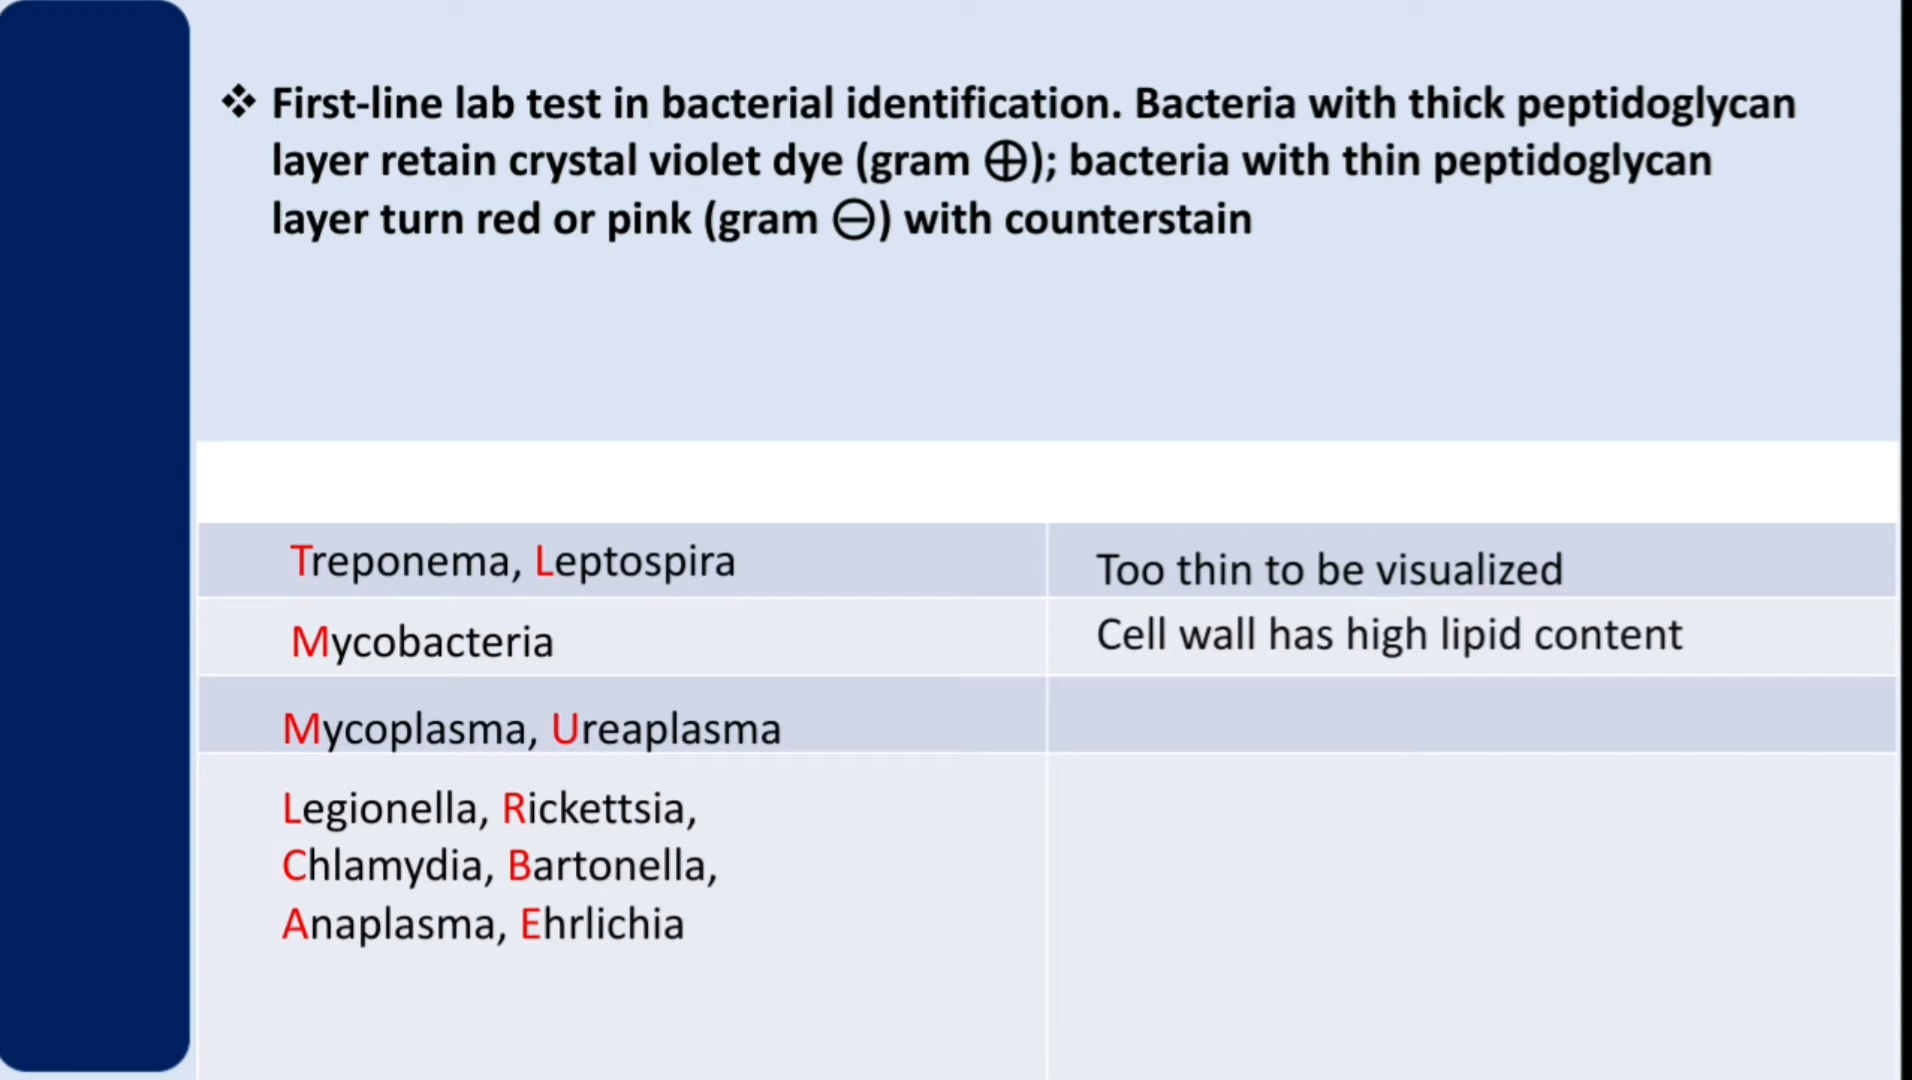 ❖ First-line lab test in bacterial identification. Bacteria with thick peptidoglycan
layer retain crystal violet dye (gram ⊕); bacteria with thin peptidoglycan
layer turn red or pink (gram ⊖) with counterstain
Treponema, Leptospira
Too thin to be visualized
Mycobacteria
Cell wall has high lipid content
Mycoplasma, Ureaplasma
Legionella, Rickettsia,
Chlamydia, Bartonella,
Anaplasma, Ehrlichia